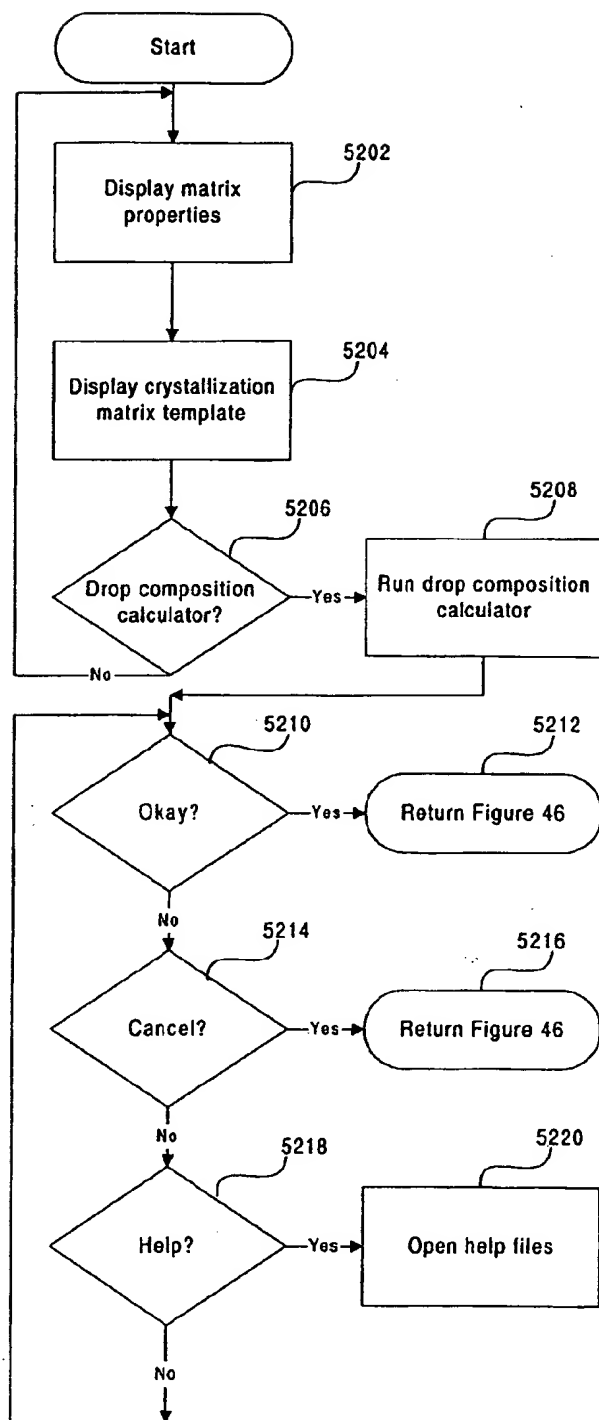 Start
5202
Display matrix
properties
5204
Display crystallization
matrix template
5206
5208
Drop composition
calculator?
Yes
Run drop composition
calculator
No
5210
5212
Okay?
Yes
Return Figure 46
No
5214
5216
Cancel?
Yes
Return Figure 46
No
5218
5220
Help?
Yes
Open help files
No